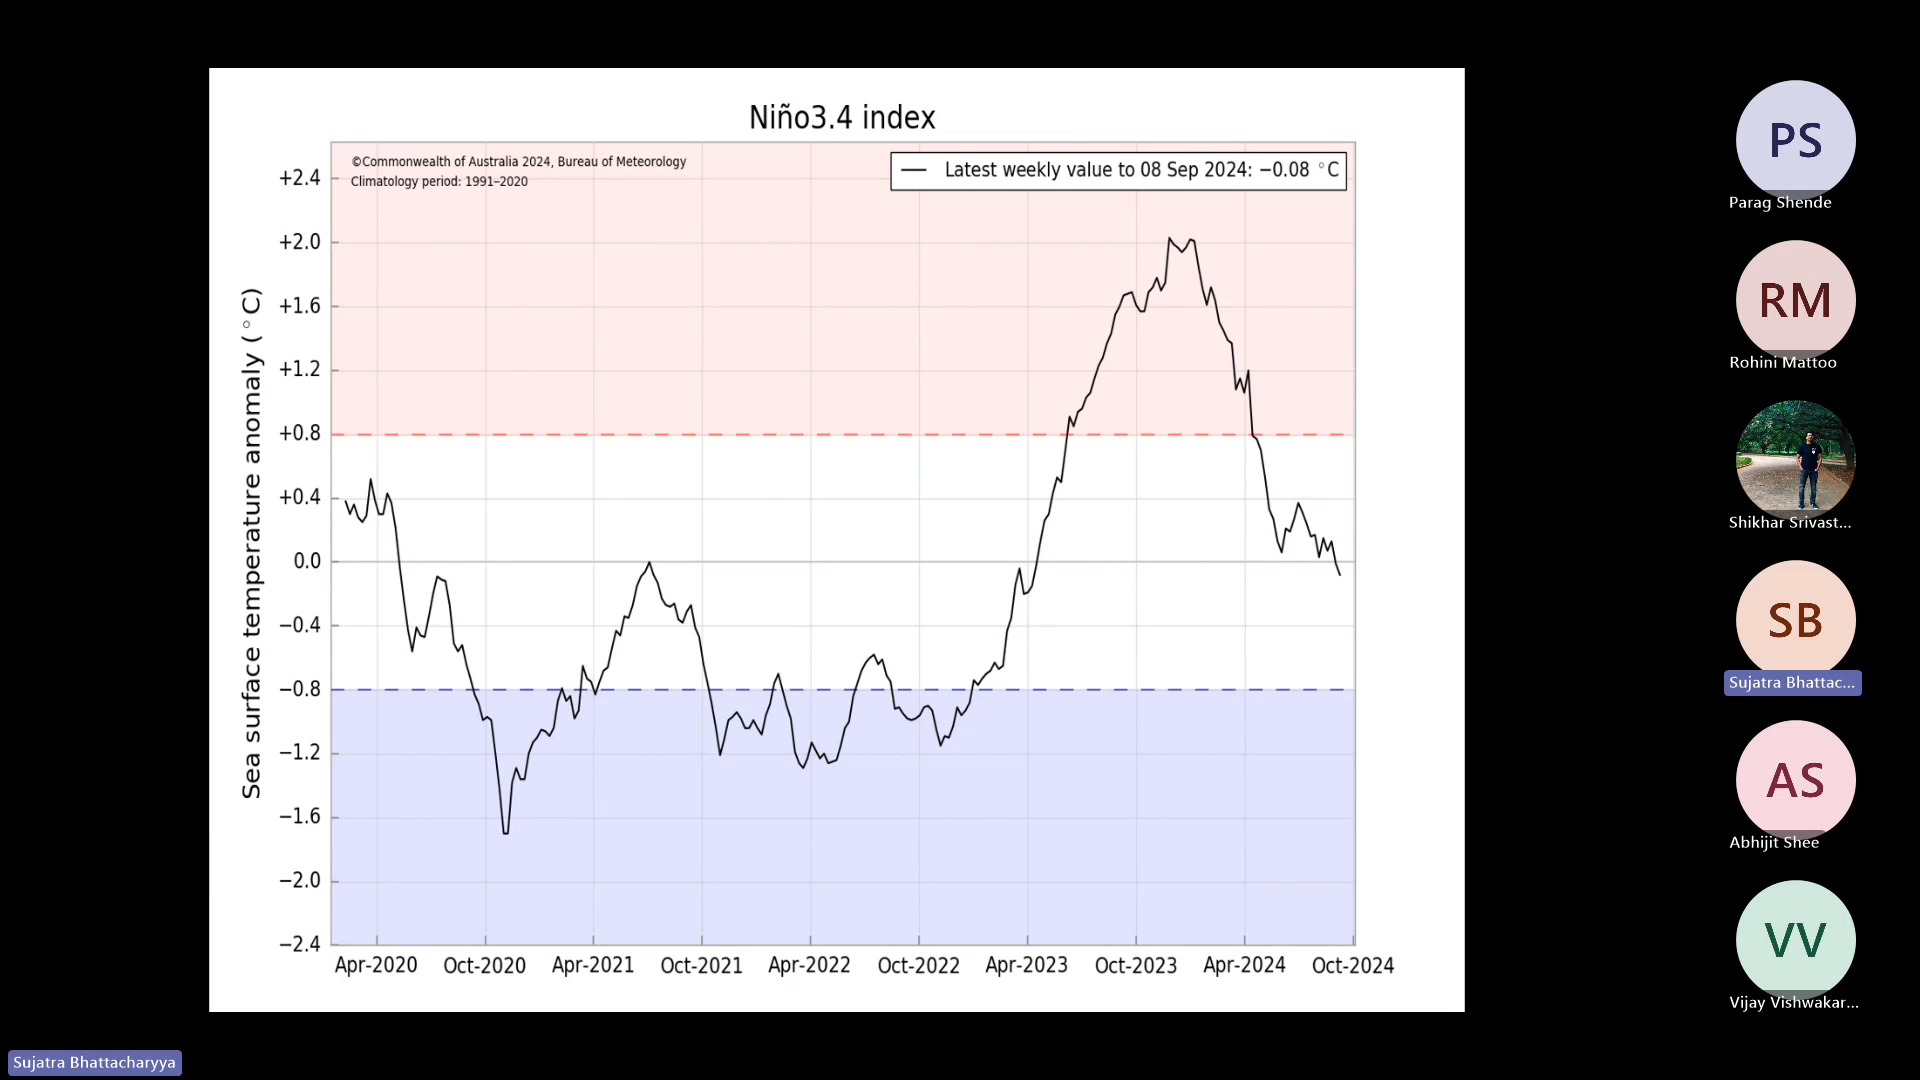 Niño3.4 index
©Commonwealth of Australia 2024, Bureau of Meteorology
Climatology period: 1991–2020
Latest weekly value to 08 Sep 2024: −0.08 °C
Sea surface temperature anomaly (°C)
+2.4
+2.0
+1.6
+1.2
+0.8
+0.4
0.0
−0.4
−0.8
−1.2
−1.6
−2.0
−2.4
Apr-2020 Oct-2020 Apr-2021 Oct-2021 Apr-2022 Oct-2022 Apr-2023 Oct-2023 Apr-2024 Oct-2024
PS
Parag Shende
RM
Rohini Mattoo
Shikhar Srivast...
SB
Sujatra Bhattac...
AS
Abhijit Shee
VV
Vijay Vishwakar...
Sujatra Bhattacharyya